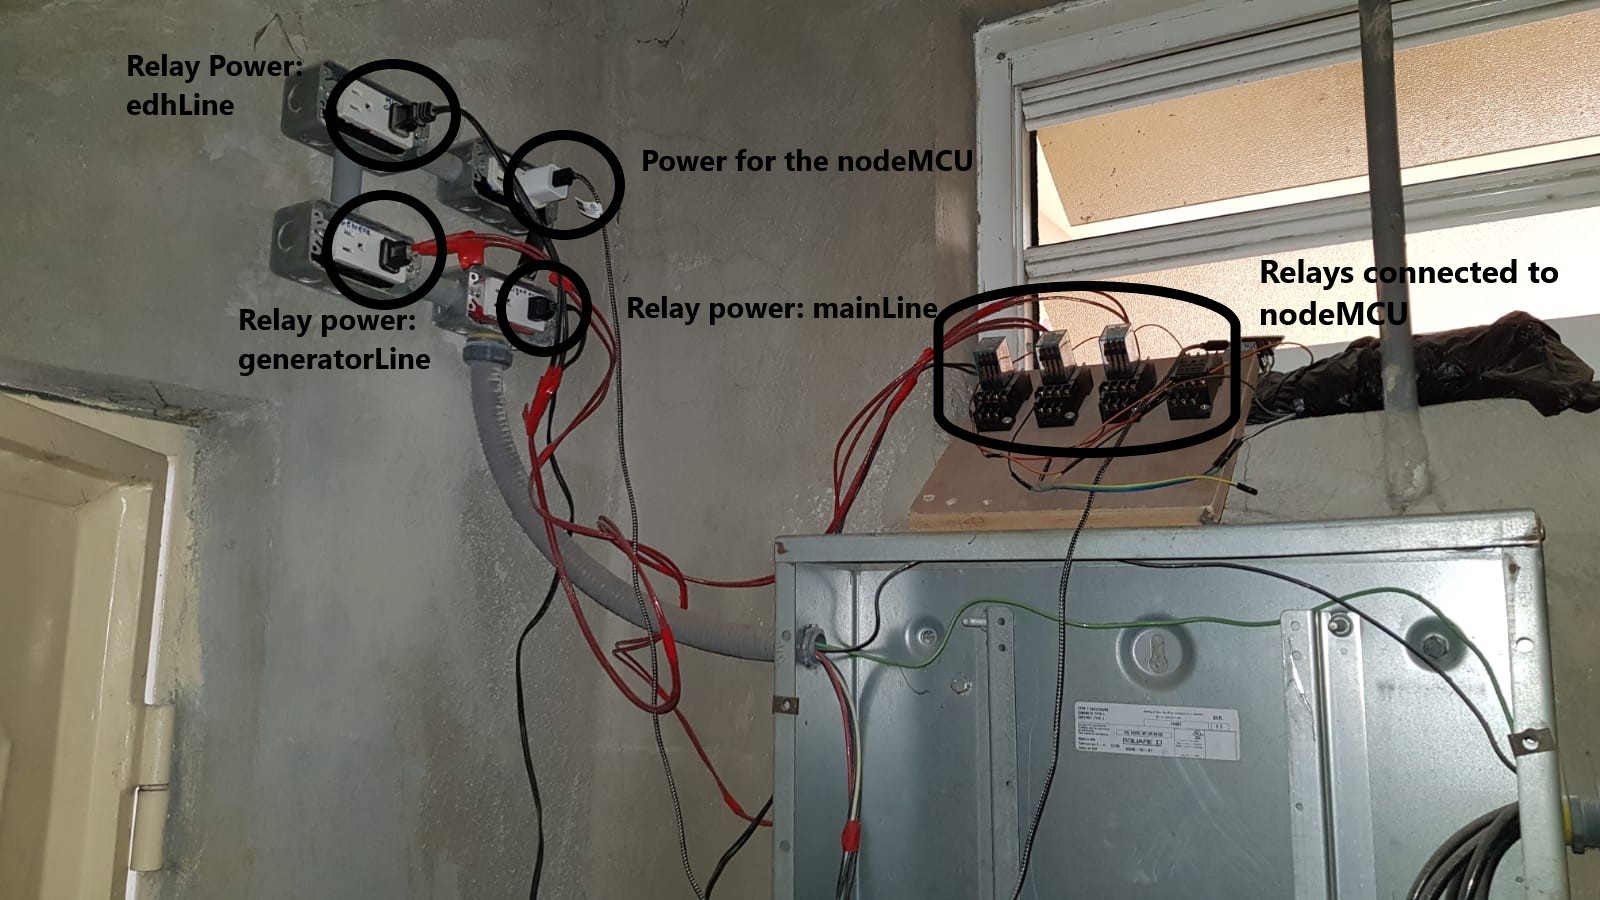 Relay Power:
edhLine
Power for the nodeMCU
Relay power:
generatorLine
Relay power: mainLine
Relays connected to
nodeMCU
SQUARE D